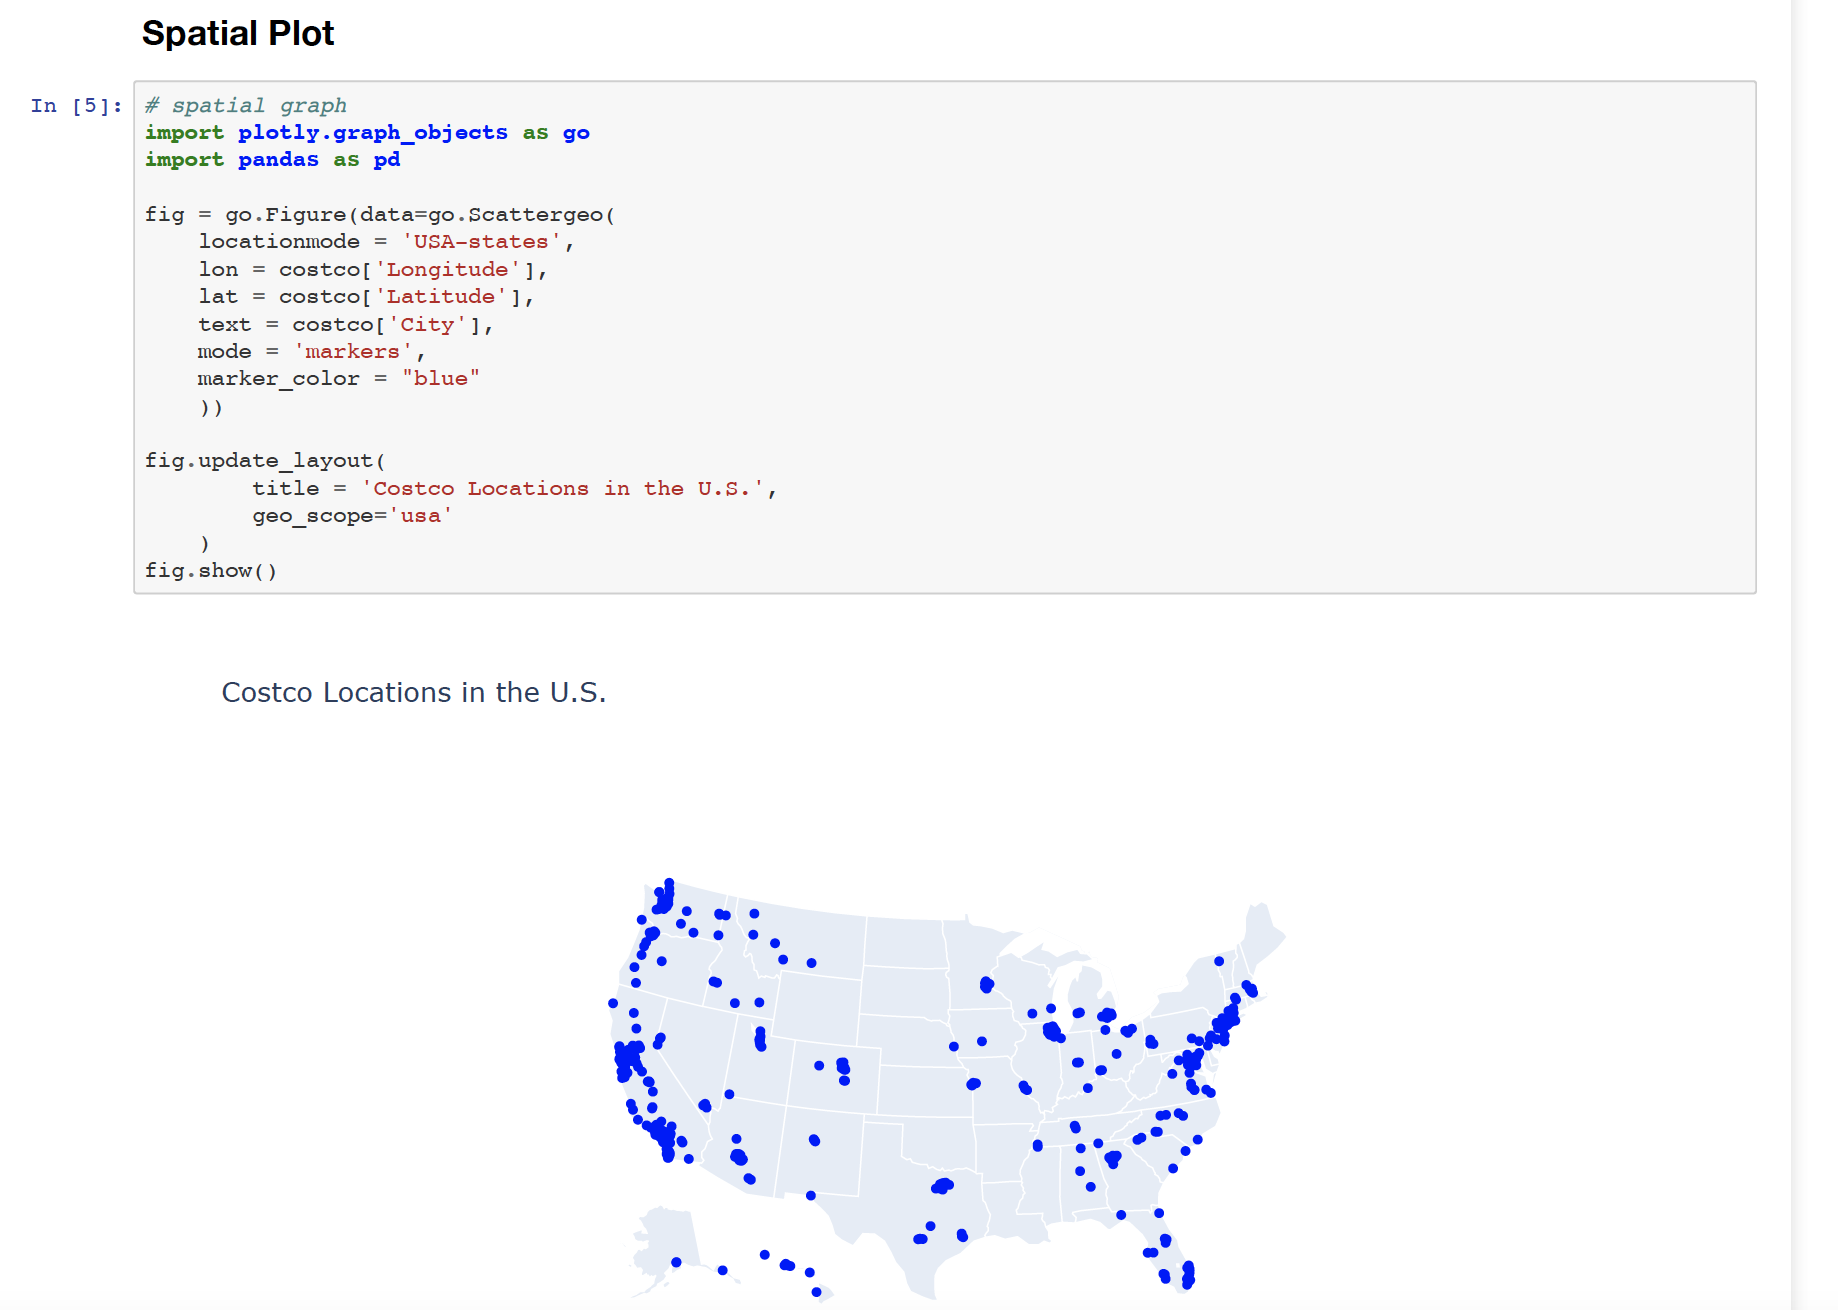 Spatial Plot
In [5]:
# spatial graph
import plotly.graph_objects as go
import pandas as pd
fig = go.Figure(data=go.Scattergeo(
    locationmode = 'USA-states',
    lon = costco['Longitude'],
    lat = costco['Latitude'],
    text = costco['City'],
    mode = 'markers',
    marker_color = "blue"
    ))
fig.update_layout(
        title = 'Costco Locations in the U.S.',
        geo_scope='usa'
    )
fig.show()
Costco Locations in the U.S.